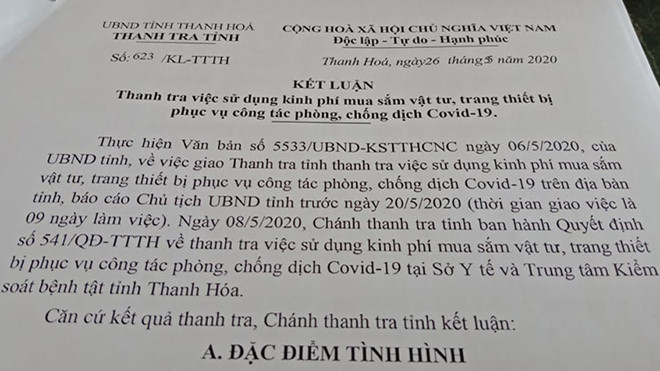 UBND TỈNH THANH HOÁ
THANH TRA TỈNH
Số: 623 /KL-TTTH
CỘNG HOÀ XÃ HỘI CHỦ NGHĨA VIỆT NAM
Độc lập - Tự do - Hạnh phúc
Thanh Hoá, ngày26 tháng5 năm 2020
KẾT LUẬN
Thanh tra việc sử dụng kinh phí mua sắm vật tư, trang thiết bị
phục vụ công tác phòng, chống dịch Covid-19.
Thực hiện Văn bản số 5533/UBND-KSTTHCNC ngày 06/5/2020, của
UBND tỉnh, về việc giao Thanh tra tỉnh thanh tra việc sử dụng kinh phí mua sắm
vật tư, trang thiết bị phục vụ công tác phòng, chống dịch Covid-19 trên địa bàn
tỉnh, báo cáo Chủ tịch UBND tỉnh trước ngày 20/5/2020 (thời gian giao việc là
09 ngày làm việc). Ngày 08/5/2020, Chánh thanh tra tỉnh ban hành Quyết định
số 541/QĐ-TTTH về thanh tra việc sử dụng kinh phí mua sắm vật tư, trang thiết
bị phục vụ công tác phòng, chống dịch Covid-19 tại Sở Y tế và Trung tâm Kiểm
soát bệnh tật tỉnh Thanh Hóa.
Căn cứ kết quả thanh tra, Chánh thanh tra tỉnh kết luận:
A. ĐẶC ĐIỂM TÌNH HÌNH